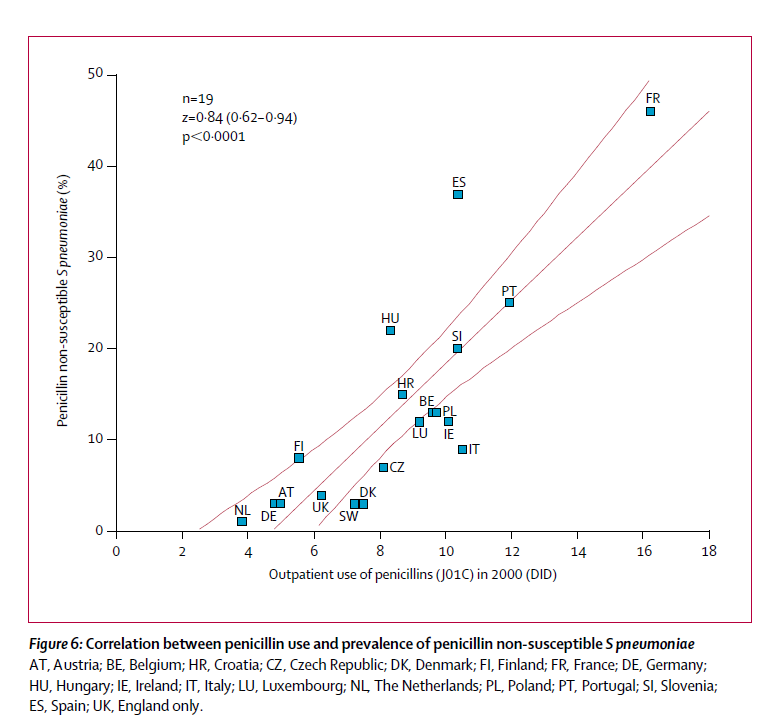 50
n=19
z=0·84 (0·62–0·94)
p<0·0001
FR
40
ES
30
PT
HU
SI
20
HR
BE
PL
LU
IE
10
FI
IT
CZ
NL
DE
AT
UK
SW
DK
0
Penicillin non-susceptible S pneumoniae (%)
0 2 4 6 8 10 12 14 16 18
Outpatient use of penicillins (J01C) in 2000 (DID)
Figure 6: Correlation between penicillin use and prevalence of penicillin non-susceptible S pneumoniae
AT, Austria; BE, Belgium; HR, Croatia; CZ, Czech Republic; DK, Denmark; FI, Finland; FR, France; DE, Germany;
HU, Hungary; IE, Ireland; IT, Italy; LU, Luxembourg; NL, The Netherlands; PL, Poland; PT, Portugal; SI, Slovenia;
ES, Spain; UK, England only.